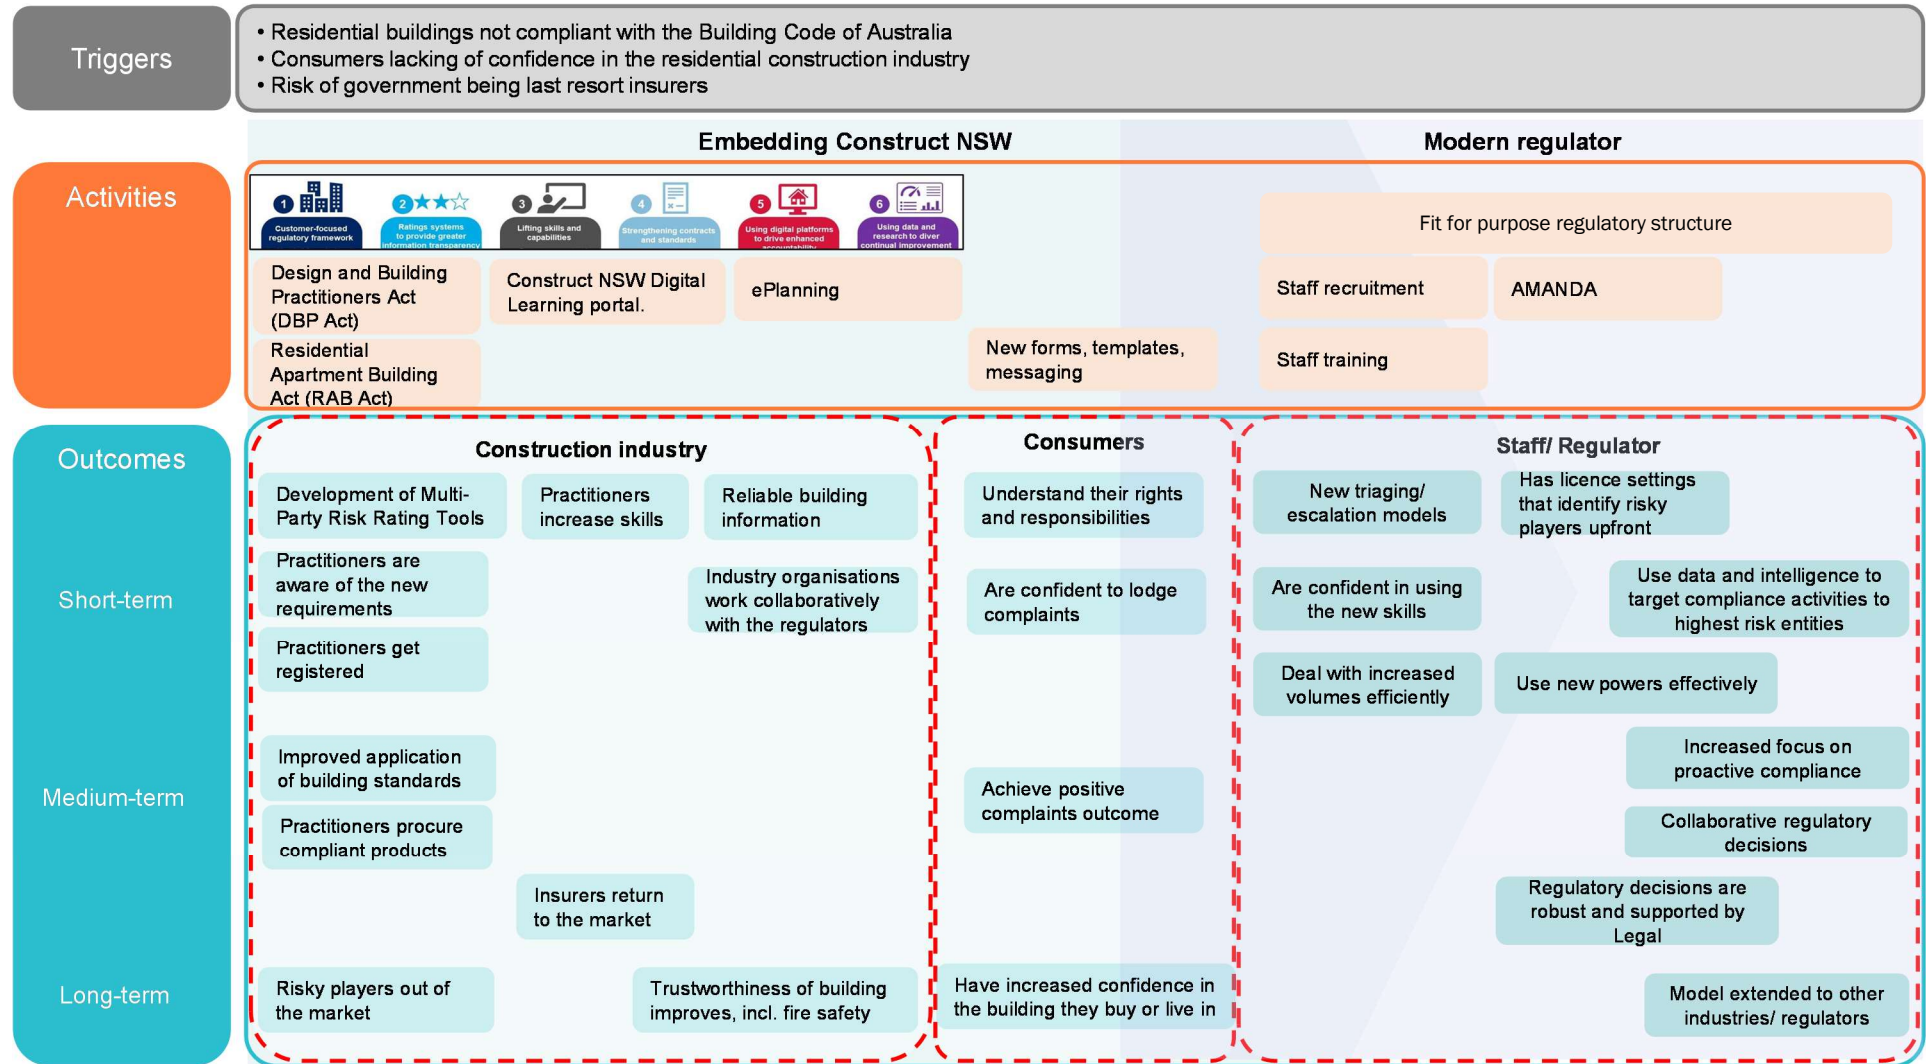 Triggers
• Residential buildings not compliant with the Building Code of Australia
• Consumers lacking of confidence in the residential construction industry
• Risk of government being last resort insurers
Embedding Construct NSW
Modern regulator
Activities
1
Customer-focused
regulatory framework
2
Ratings systems
to provide greater
information transparency
3
Lifting skills and
capabilities
4
Strengthening contracts
and standards
5
Using digital platforms
to drive enhanced
accountability
6
Using data and
research to diver
continual improvement
Fit for purpose regulatory structure
Design and Building
Practitioners Act
(DBP Act)
Construct NSW Digital
Learning portal.
ePlanning
Staff recruitment
AMANDA
Residential
Apartment Building
Act (RAB Act)
New forms, templates,
messaging
Staff training
Outcomes
Construction industry
Consumers
Staff/ Regulator
Short-term
Development of Multi-
Party Risk Rating Tools
Practitioners
increase skills
Reliable building
information
Understand their rights
and responsibilities
New triaging/
escalation models
Has licence settings
that identify risky
players upfront
Practitioners are
aware of the new
requirements
Industry organisations
work collaboratively
with the regulators
Are confident to lodge
complaints
Are confident in using
the new skills
Use data and intelligence to
target compliance activities to
highest risk entities
Practitioners get
registered
Deal with increased
volumes efficiently
Use new powers effectively
Medium-term
Improved application
of building standards
Achieve positive
complaints outcome
Increased focus on
proactive compliance
Practitioners procure
compliant products
Collaborative regulatory
decisions
Insurers return
to the market
Regulatory decisions are
robust and supported by
Legal
Long-term
Risky players out of
the market
Trustworthiness of building
improves, incl. fire safety
Have increased confidence in
the building they buy or live in
Model extended to other
industries/ regulators